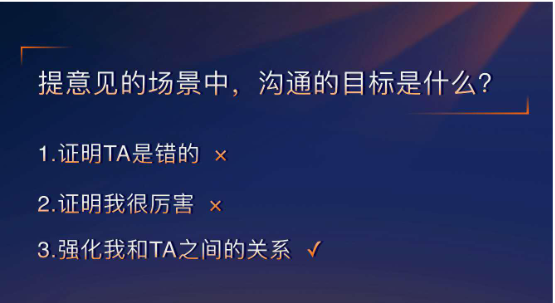 提意见的场景中，沟通的目标是什么？
1.证明TA是错的 ×
2.证明我很厉害 ×
3.强化我和TA之间的关系 ✓